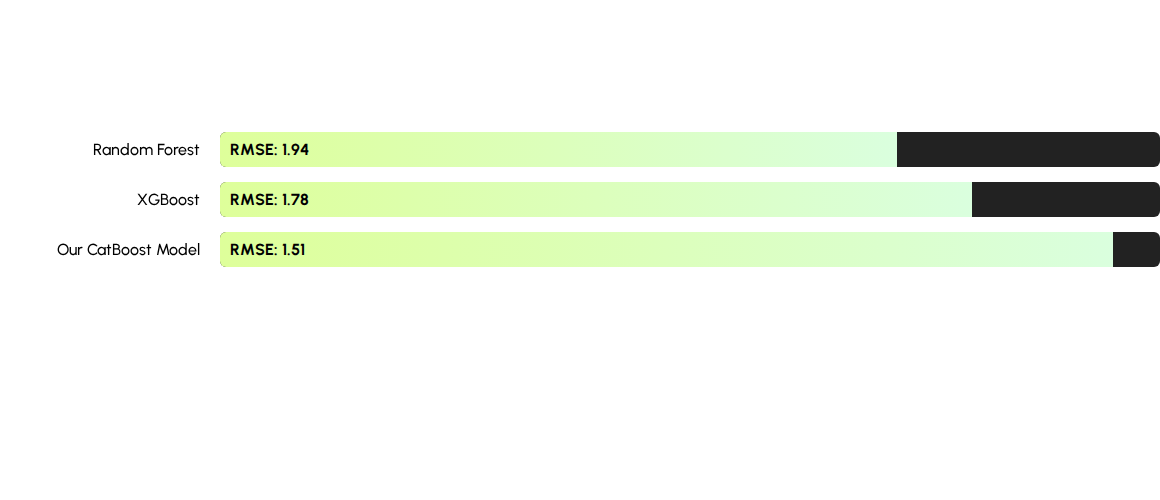 Random Forest
RMSE: 1.94
XGBoost
RMSE: 1.78
Our CatBoost Model
RMSE: 1.51